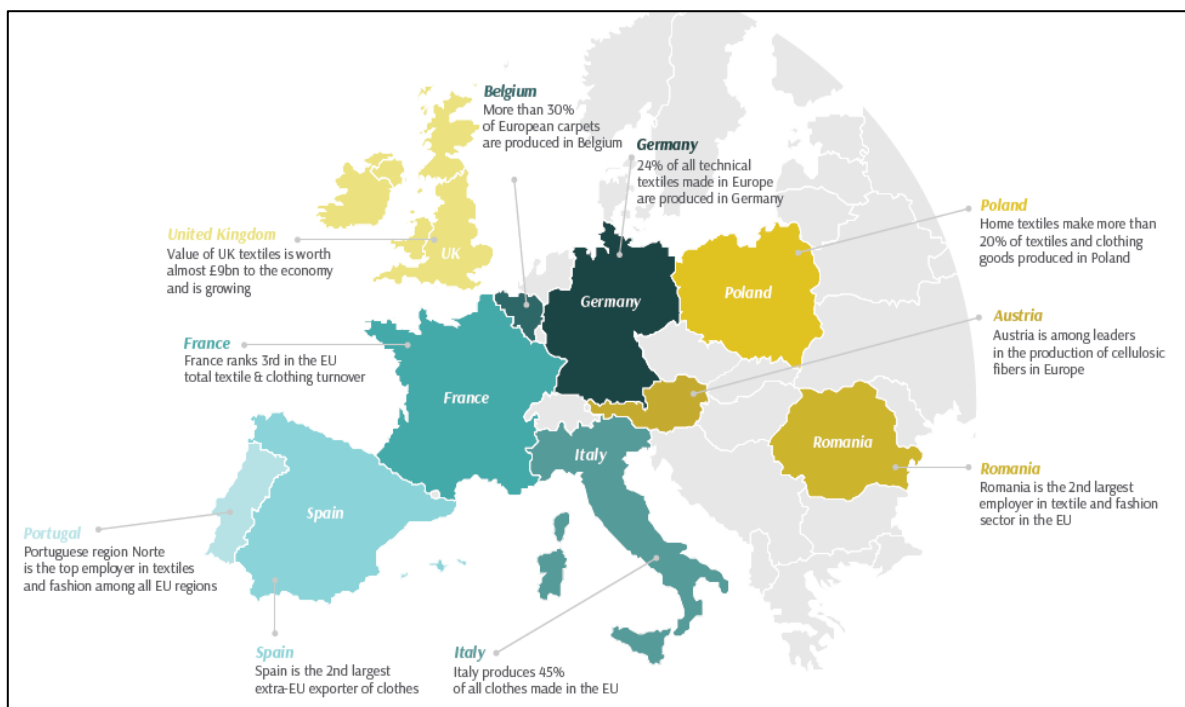 Belgium
More than 30%
of European carpets
are produced in Belgium
Germany
24% of all technical
textiles made in Europe
are produced in Germany
Poland
Home textiles make more than
20% of textiles and clothing
goods produced in Poland
United Kingdom
Value of UK textiles is worth
almost £9bn to the economy
and is growing
UK
Germany
Poland
Austria
Austria is among leaders
in the production of cellulosic
fibers in Europe
France
France ranks 3rd in the EU
total textile & clothing turnover
France
Italy
Romania
Romania
Romania is the 2nd largest
employer in textile and fashion
sector in the EU
Spain
Portugal
Portuguese region Norte
is the top employer in textiles
and fashion among all EU regions
Spain
Spain is the 2nd largest
extra-EU exporter of clothes
Italy
Italy produces 45%
of all clothes made in the EU